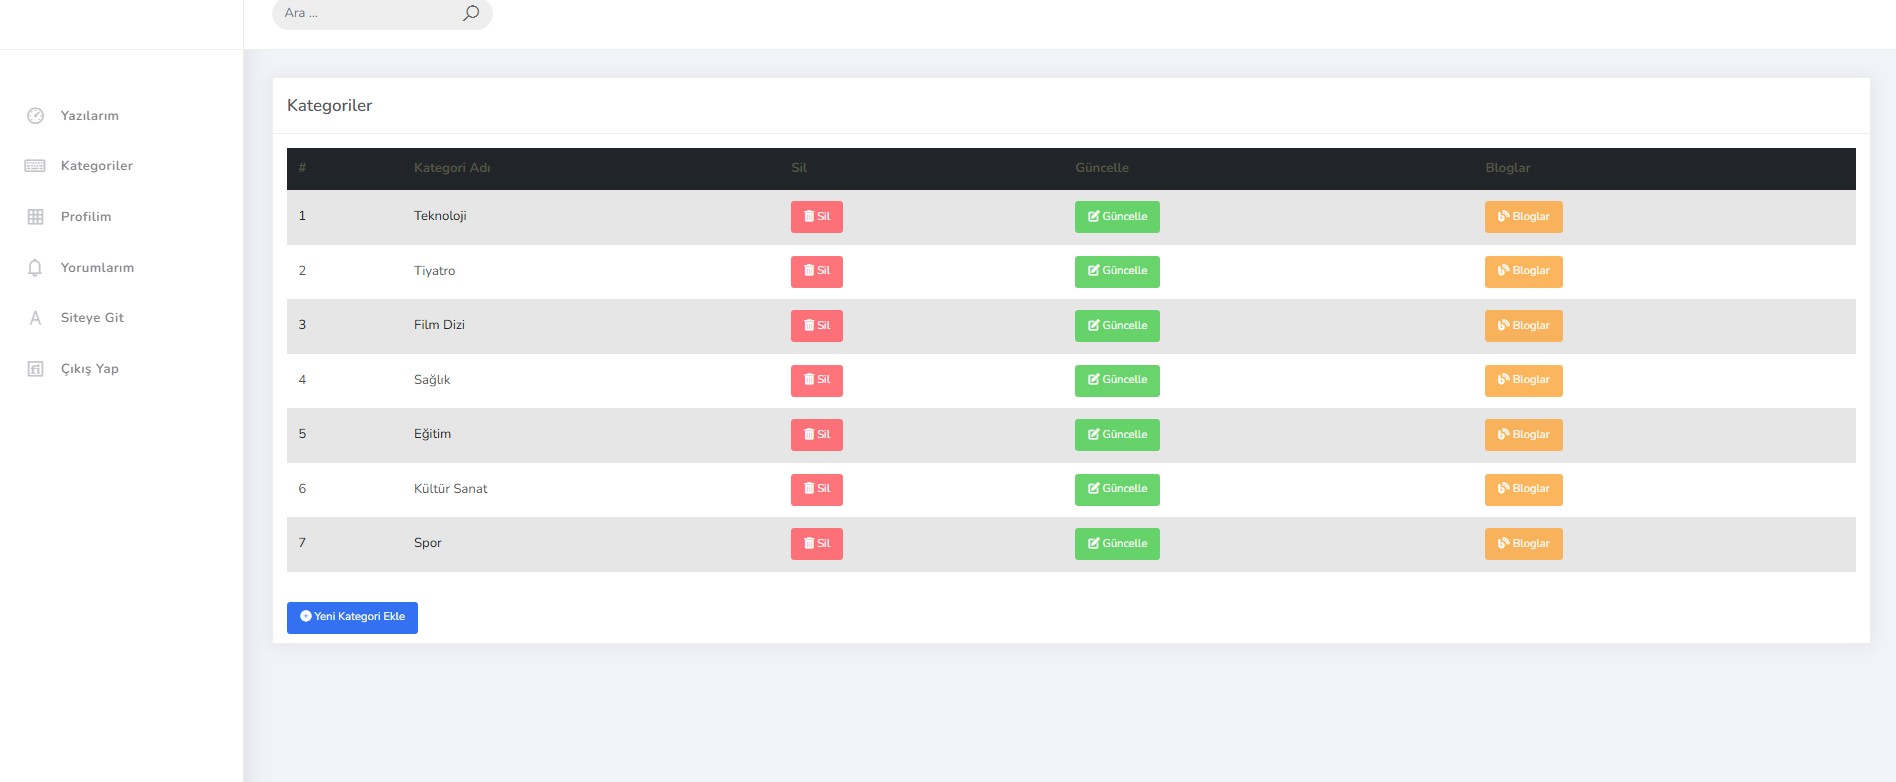 Ara ...
Yazılarım
Kategoriler
Profilim
Yorumlarım
Siteye Git
Çıkış Yap
Kategoriler
# Kategori Adı Sil Güncelle Bloglar
1 Teknoloji Sil Güncelle Bloglar
2 Tiyatro Sil Güncelle Bloglar
3 Film Dizi Sil Güncelle Bloglar
4 Sağlık Sil Güncelle Bloglar
5 Eğitim Sil Güncelle Bloglar
6 Kültür Sanat Sil Güncelle Bloglar
7 Spor Sil Güncelle Bloglar
Yeni Kategori Ekle